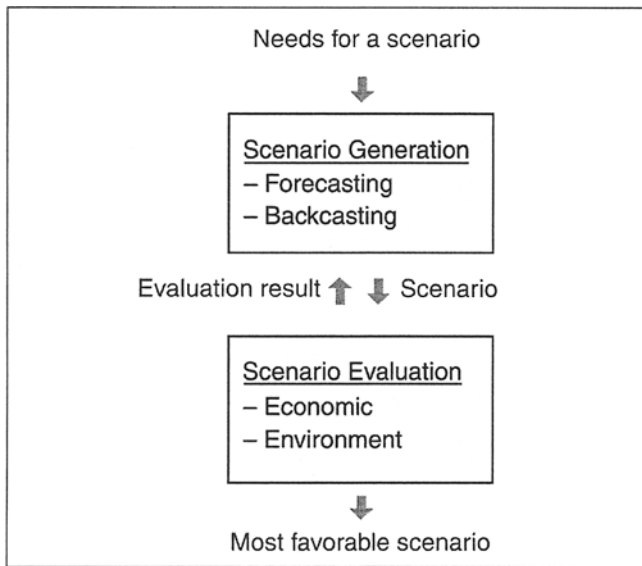 Needs for a scenario
Scenario Generation
– Forecasting
– Backcasting
Evaluation result
Scenario
Scenario Evaluation
– Economic
– Environment
Most favorable scenario